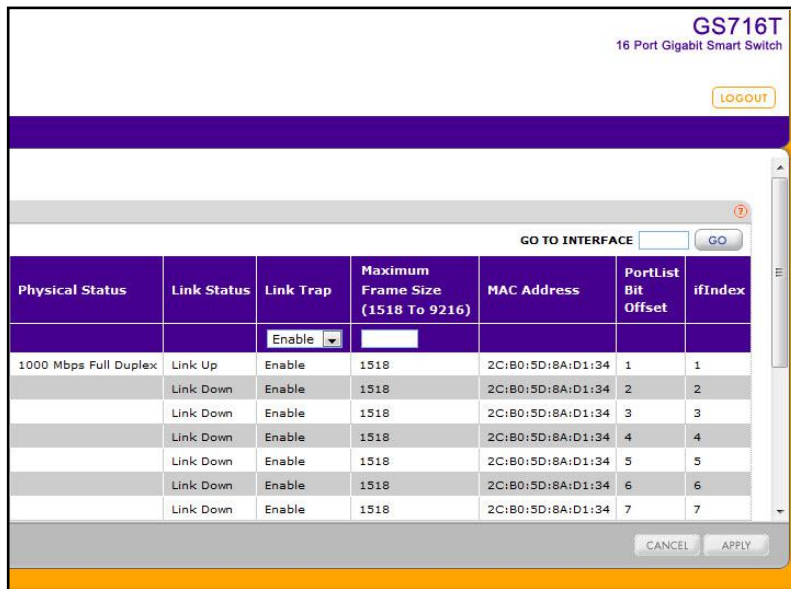 GS716T
16 Port Gigabit Smart Switch
LOGOUT
?
GO TO INTERFACE GO
Physical Status Link Status Link Trap Maximum Frame Size (1518 To 9216) MAC Address PortList Bit Offset ifIndex
Enable
1000 Mbps Full Duplex Link Up Enable 1518 2C:B0:5D:8A:D1:34 1 1
Link Down Enable 1518 2C:B0:5D:8A:D1:34 2 2
Link Down Enable 1518 2C:B0:5D:8A:D1:34 3 3
Link Down Enable 1518 2C:B0:5D:8A:D1:34 4 4
Link Down Enable 1518 2C:B0:5D:8A:D1:34 5 5
Link Down Enable 1518 2C:B0:5D:8A:D1:34 6 6
Link Down Enable 1518 2C:B0:5D:8A:D1:34 7 7
CANCEL APPLY